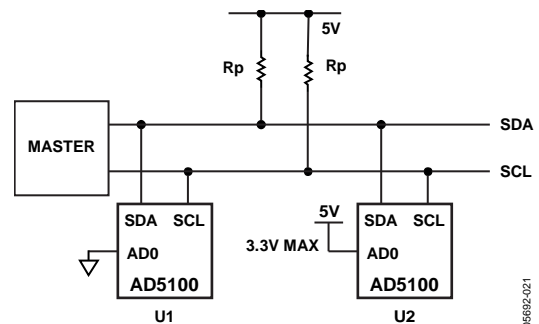 5V
Rp
Rp
SDA
MASTER
SCL
SDA SCL
AD0
AD5100
U1
5V
3.3V MAX
SDA SCL
AD0
AD5100
U2
05692-021